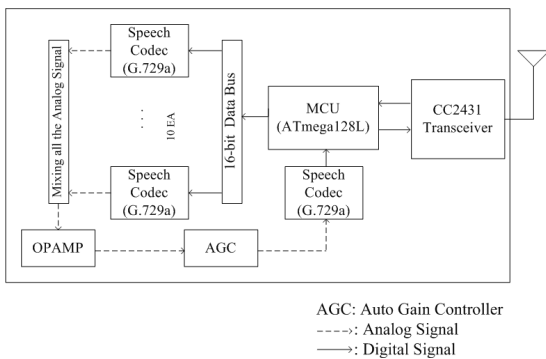 Speech
Codec
(G.729a)
Mixing all the Analog Signal
. . .
10 EA
16-bit Data Bus
MCU
(ATmega128L)
CC2431
Transceiver
Speech
Codec
(G.729a)
Speech
Codec
(G.729a)
OPAMP
AGC
AGC: Auto Gain Controller
: Analog Signal
: Digital Signal